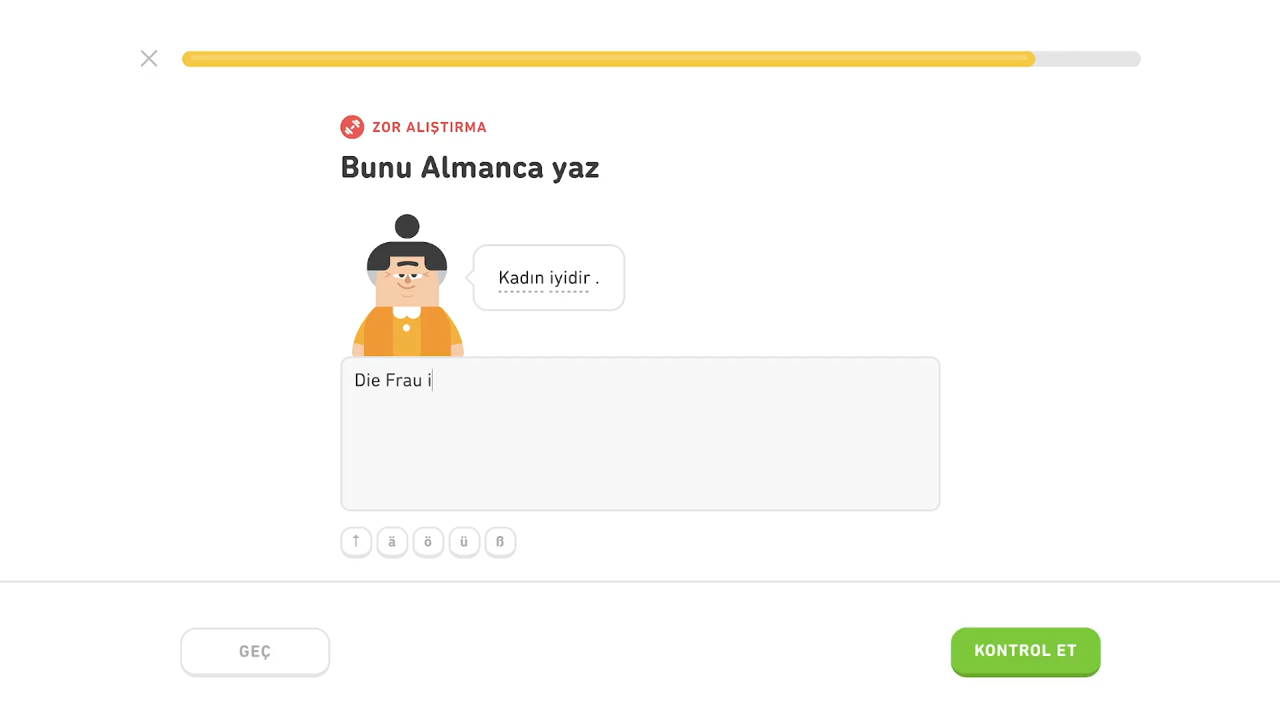 ZOR ALIŞTIRMA
Bunu Almanca yaz
Kadın iyidir .
Die Frau i
↑ ä ö ü ß
GEÇ
KONTROL ET